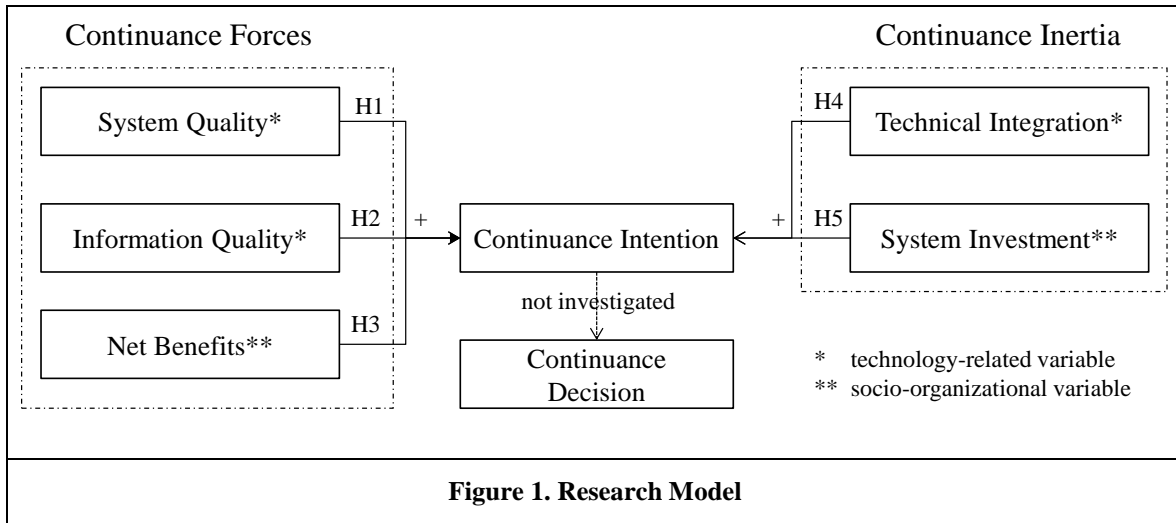 Continuance Forces
Continuance Inertia
System Quality*
H1
H4
Technical Integration*
Information Quality*
H2
+
Continuance Intention
+
H5
System Investment**
not investigated
Net Benefits**
H3
Continuance
Decision
* technology-related variable
** socio-organizational variable
Figure 1. Research Model